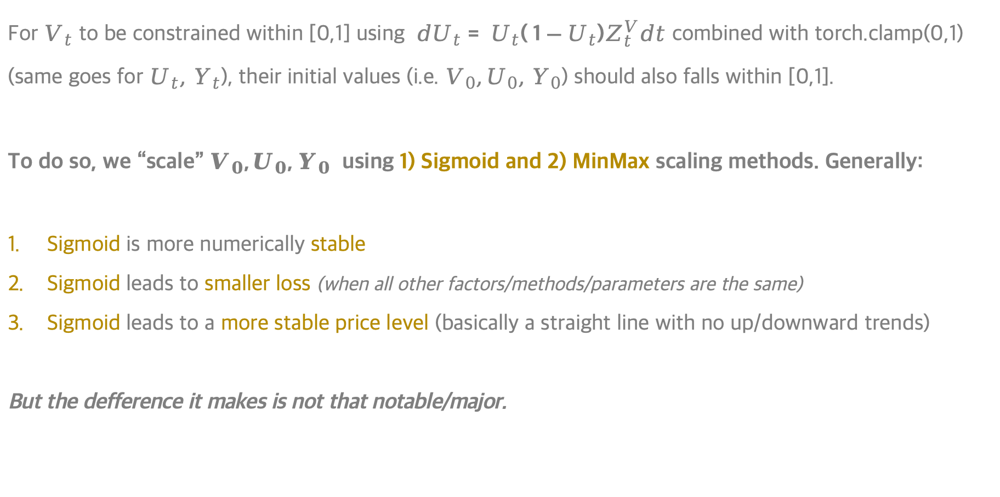 For V_t to be constrained within [0,1] using dU_t = U_t(1− U_t)Z_t^V dt combined with torch.clamp(0,1)
(same goes for U_t, Y_t), their initial values (i.e. V_0, U_0, Y_0) should also falls within [0,1].
To do so, we “scale” V_0, U_0, Y_0 using 1) Sigmoid and 2) MinMax scaling methods. Generally:
1. Sigmoid is more numerically stable
2. Sigmoid leads to smaller loss (when all other factors/methods/parameters are the same)
3. Sigmoid leads to a more stable price level (basically a straight line with no up/downward trends)
But the defference it makes is not that notable/major.